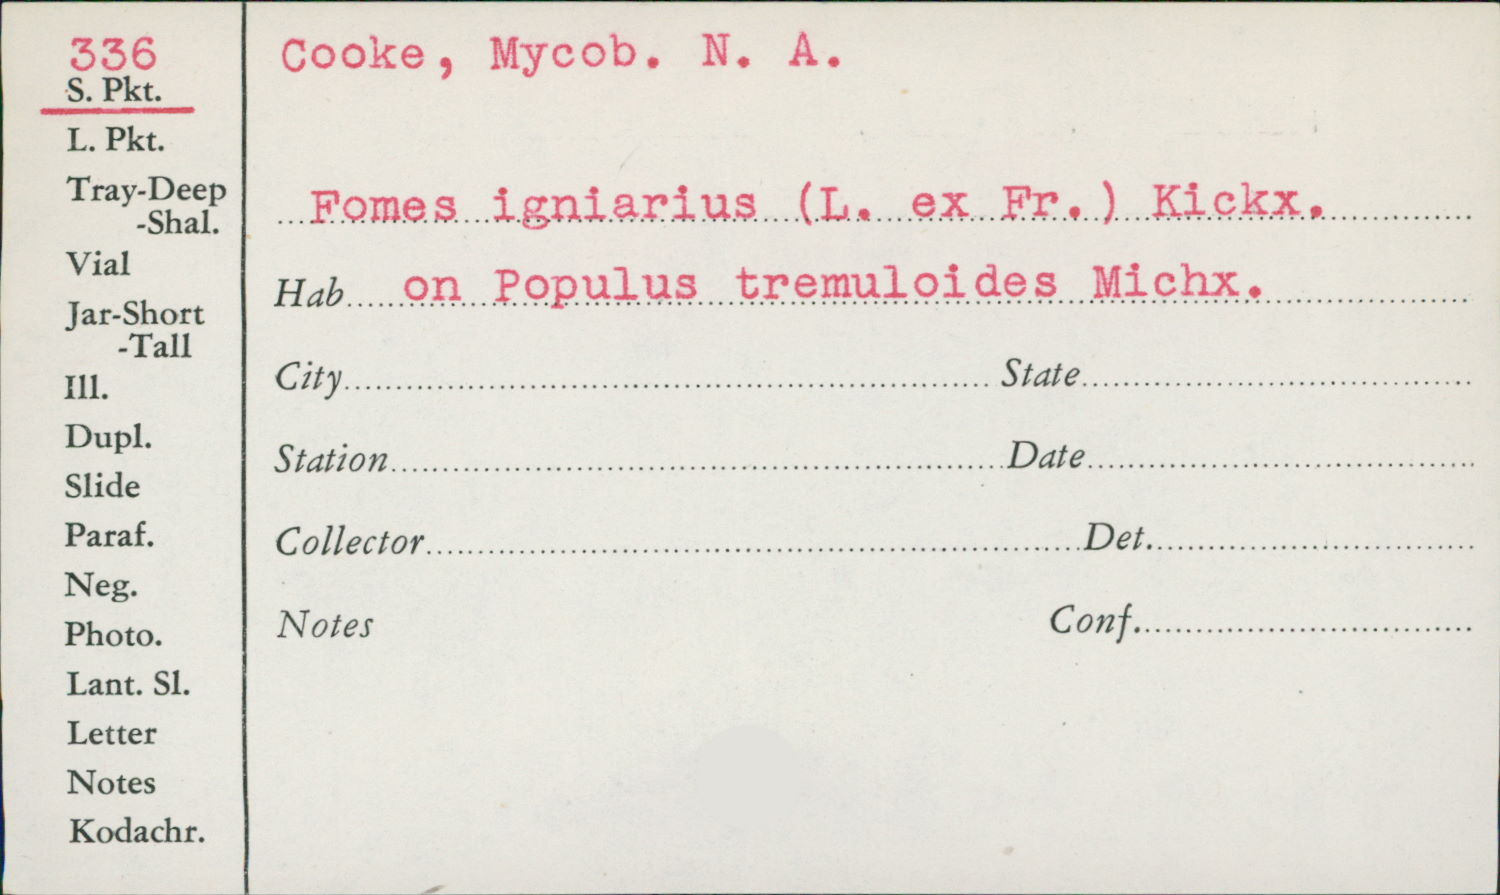 336
S. Pkt.
L. Pkt.
Tray-Deep
-Shal.
Vial
Jar-Short
-Tall
Ill.
Dupl.
Slide
Paraf.
Neg.
Photo.
Lant. Sl.
Letter
Notes
Kodachr.
Cooke, Mycob. N. A.
Fomes igniarius (L. ex Fr.) Kickx.
Hab on Populus tremuloides Michx.
City State
Station Date
Collector Det.
Notes Conf.